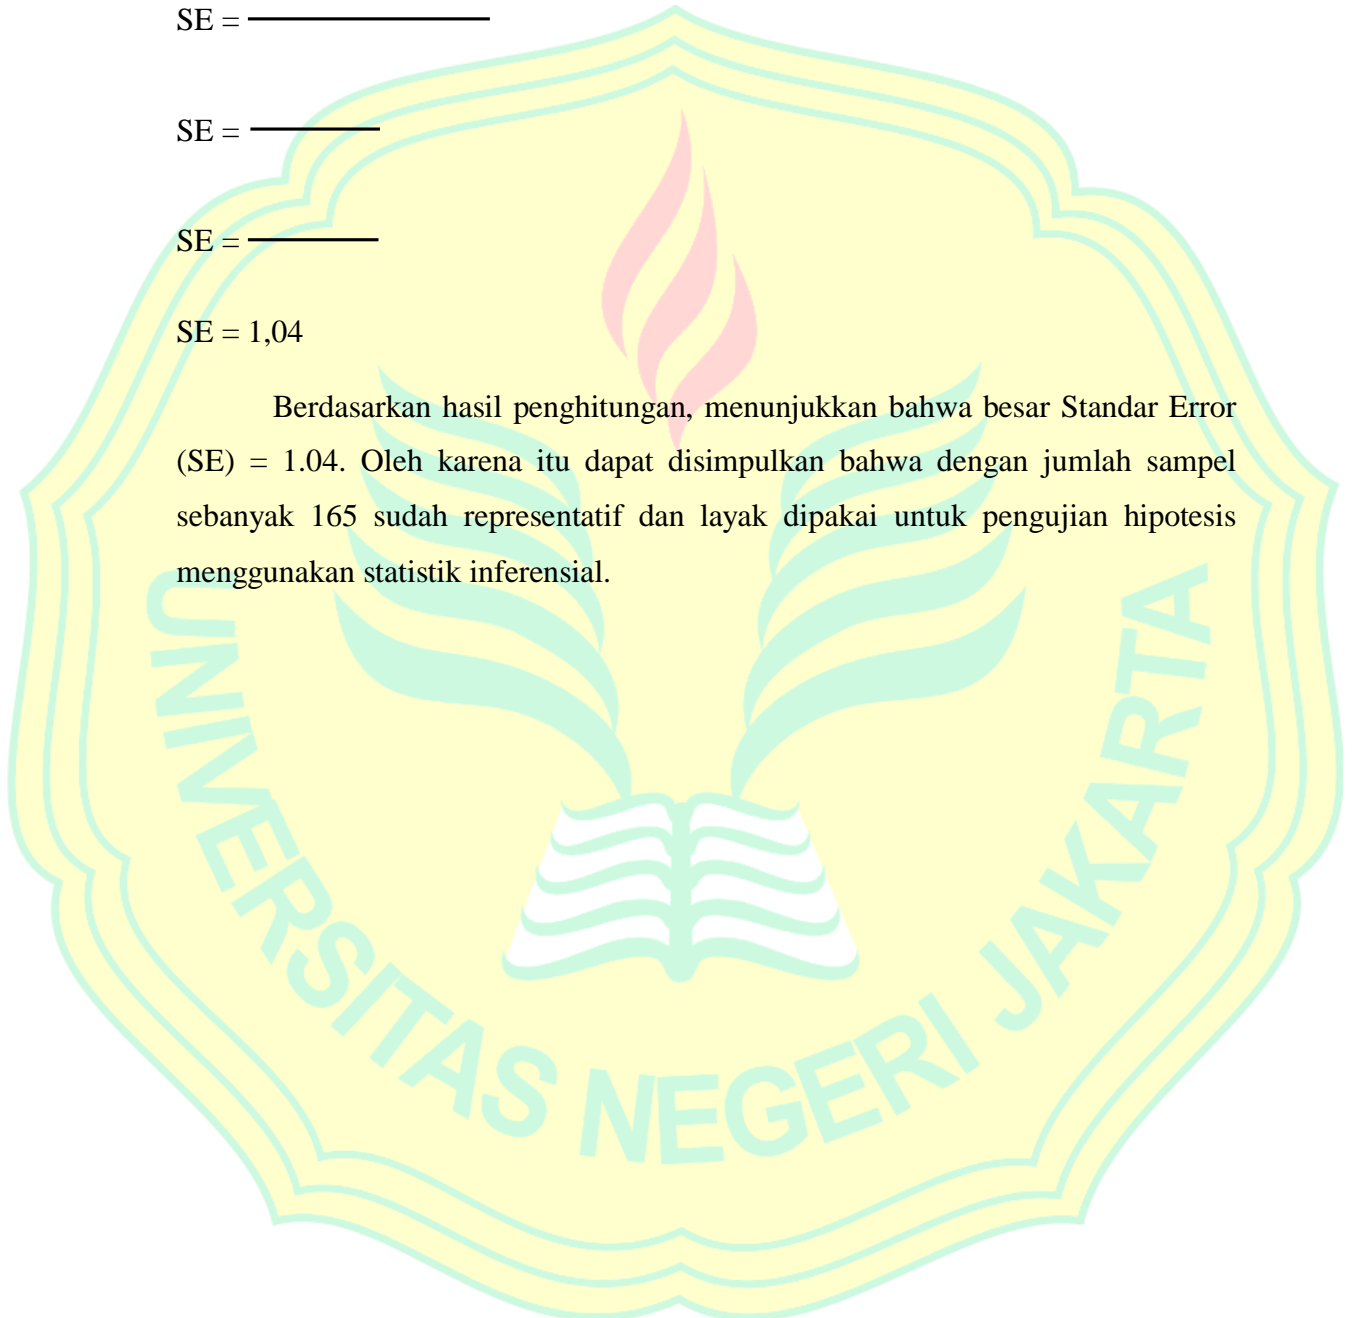 SE =
SE =
SE =
SE = 1,04
Berdasarkan hasil penghitungan, menunjukkan bahwa besar Standar Error
(SE) = 1.04. Oleh karena itu dapat disimpulkan bahwa dengan jumlah sampel
sebanyak 165 sudah representatif dan layak dipakai untuk pengujian hipotesis
menggunakan statistik inferensial.
UNIVERSITAS NEGERI JAKARTA